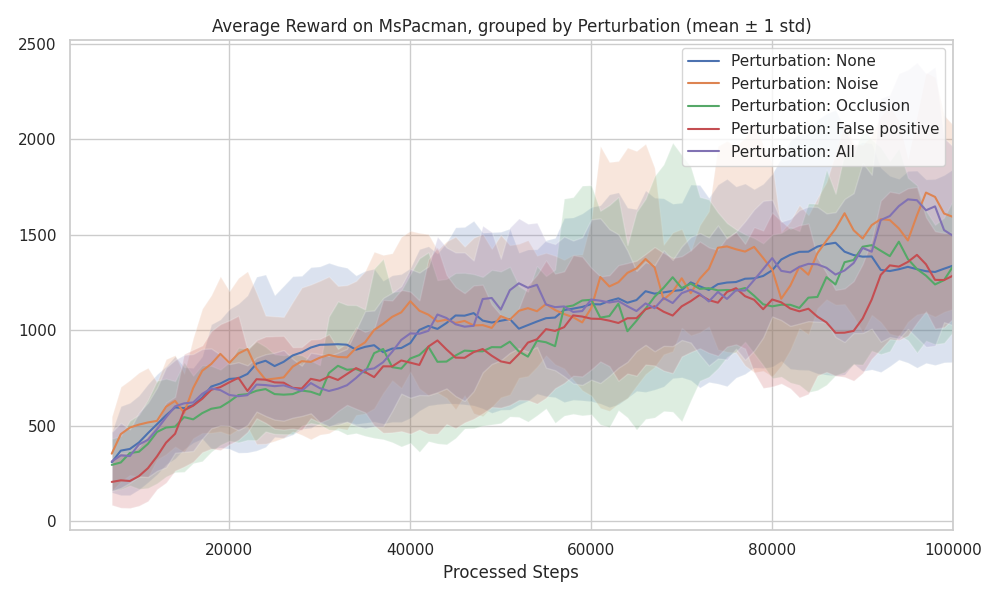 Average Reward on MsPacman, grouped by Perturbation (mean ± 1 std)
2500
2000
1500
1000
500
0
Perturbation: None
Perturbation: Noise
Perturbation: Occlusion
Perturbation: False positive
Perturbation: All
20000 40000 60000 80000 100000
Processed Steps